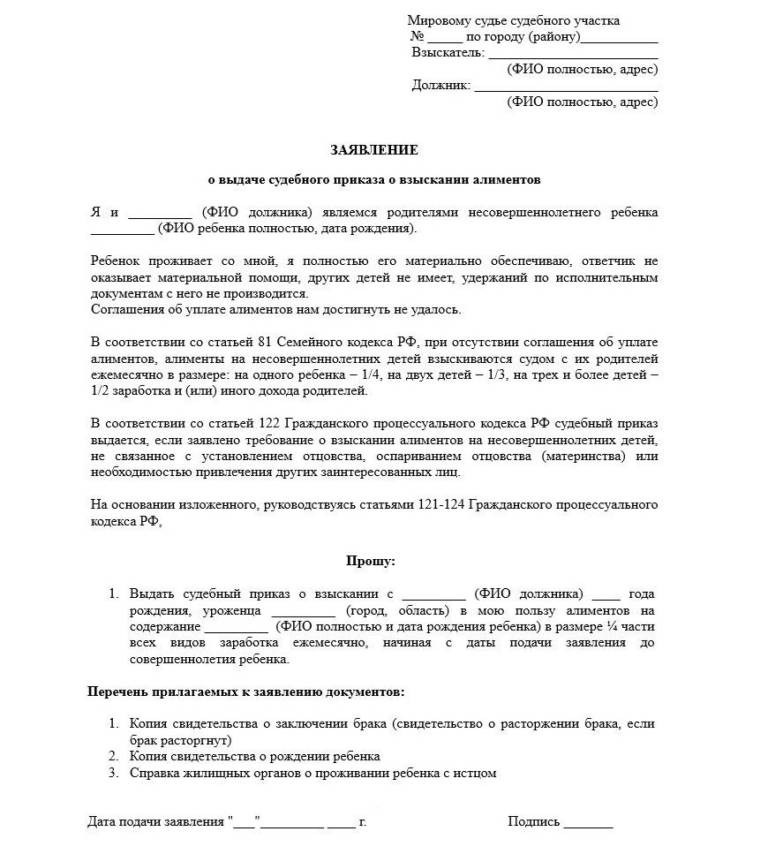 Мировому судье судебного участка
№ _____ по городу (району)___________
Взыскатель: ________________________
(ФИО полностью, адрес)
Должник: __________________________
(ФИО полностью, адрес)
ЗАЯВЛЕНИЕ
о выдаче судебного приказа о взыскании алиментов
Я и _________ (ФИО должника) являемся родителями несовершеннолетнего ребенка
_________ (ФИО ребенка полностью, дата рождения).
Ребенок проживает со мной, я полностью его материально обеспечиваю, ответчик не
оказывает материальной помощи, других детей не имеет, удержаний по исполнительным
документам с него не производится.
Соглашения об уплате алиментов нам достигнуть не удалось.
В соответствии со статьей 81 Семейного кодекса РФ, при отсутствии соглашения об уплате
алиментов, алименты на несовершеннолетних детей взыскиваются судом с их родителей
ежемесячно в размере: на одного ребенка – 1/4, на двух детей – 1/3, на трех и более детей –
1/2 заработка и (или) иного дохода родителей.
В соответствии со статьей 122 Гражданского процессуального кодекса РФ судебный приказ
выдается, если заявлено требование о взыскании алиментов на несовершеннолетних детей,
не связанное с установлением отцовства, оспариванием отцовства (материнства) или
необходимостью привлечения других заинтересованных лиц.
На основании изложенного, руководствуясь статьями 121-124 Гражданского процессуального
кодекса РФ,
Прошу:
1. Выдать судебный приказ о взыскании с _________ (ФИО должника) ____ года
рождения, уроженца _________ (город, область) в мою пользу алиментов на
содержание _________ (ФИО полностью и дата рождения ребенка) в размере ¼ части
всех видов заработка ежемесячно, начиная с даты подачи заявления до
совершеннолетия ребенка.
Перечень прилагаемых к заявлению документов:
1. Копия свидетельства о заключении брака (свидетельство о расторжении брака, если
брак расторгнут)
2. Копия свидетельства о рождении ребенка
3. Справка жилищных органов о проживании ребенка с истцом
Дата подачи заявления "___"_________ ____ г. Подпись _______